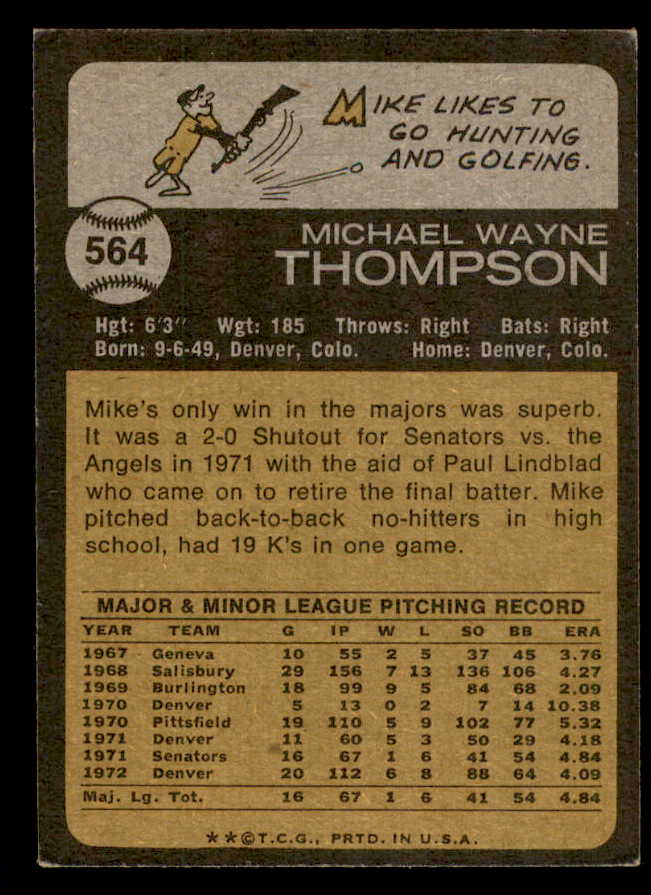 MIKE LIKES TO
GO HUNTING
AND GOLFING.
564
MICHAEL WAYNE
THOMPSON
Hgt: 6'3" Wgt: 185 Throws: Right Bats: Right
Born: 9-6-49, Denver, Colo. Home: Denver, Colo.
Mike's only win in the majors was superb.
It was a 2-0 Shutout for Senators vs. the
Angels in 1971 with the aid of Paul Lindblad
who came on to retire the final batter. Mike
pitched back-to-back no-hitters in high
school, had 19 K's in one game.
MAJOR & MINOR LEAGUE PITCHING RECORD
YEAR TEAM G IP W L SO BB ERA
1967 Geneva 10 55 2 5 37 45 3.76
1968 Salisbury 29 156 7 13 136 106 4.27
1969 Burlington 18 99 9 5 84 68 2.09
1970 Denver 5 13 0 2 7 14 10.38
1970 Pittsfield 19 110 5 9 102 77 5.32
1971 Denver 11 60 5 3 50 29 4.18
1971 Senators 16 67 1 6 41 54 4.84
1972 Denver 20 112 6 8 88 64 4.09
Maj. Lg. Tot. 16 67 1 6 41 54 4.84
**©T.C.G., PRTD. IN U.S.A.